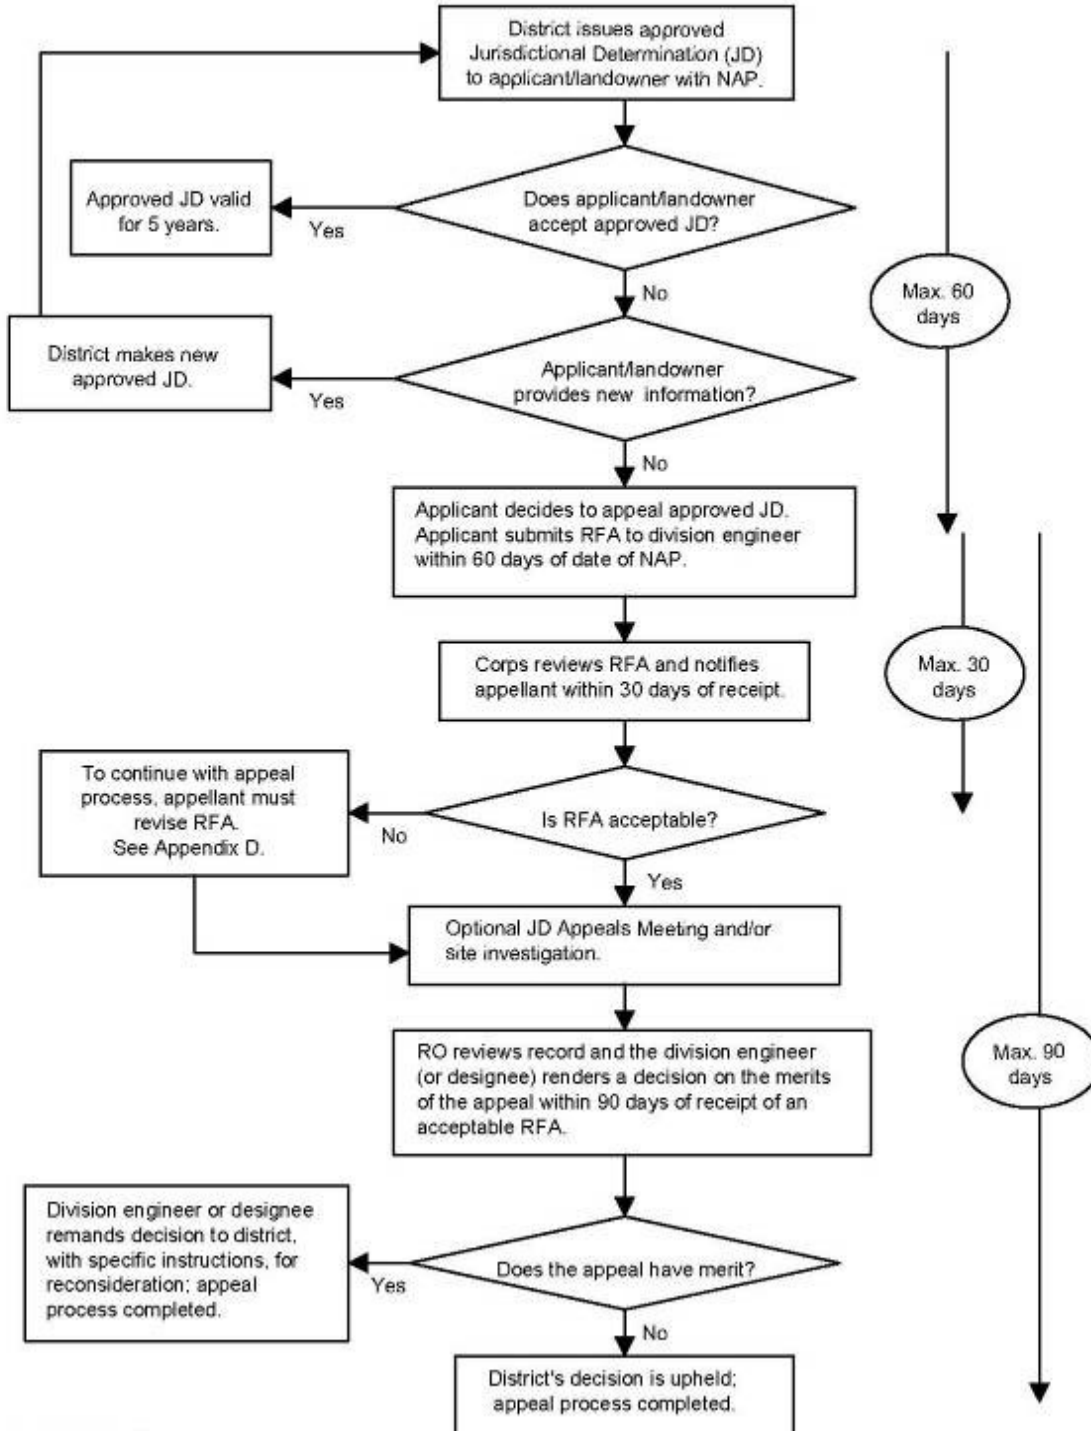 District issues approved
Jurisdictional Determination (JD)
to applicant/landowner with NAP.
Approved JD valid
for 5 years.
Yes
Does applicant/landowner
accept approved JD?
No
Max. 60
days
District makes new
approved JD.
Yes
Applicant/landowner
provides new information?
No
Applicant decides to appeal approved JD.
Applicant submits RFA to division engineer
within 60 days of date of NAP.
Corps reviews RFA and notifies
appellant within 30 days of receipt.
Max. 30
days
To continue with appeal
process, appellant must
revise RFA.
See Appendix D.
No
Is RFA acceptable?
Yes
Optional JD Appeals Meeting and/or
site investigation.
RO reviews record and the division engineer
(or designee) renders a decision on the merits
of the appeal within 90 days of receipt of an
acceptable RFA.
Max. 90
days
Division engineer or designee
remands decision to district,
with specific instructions, for
reconsideration; appeal
process completed.
Yes
Does the appeal have merit?
No
District's decision is upheld;
appeal process completed.